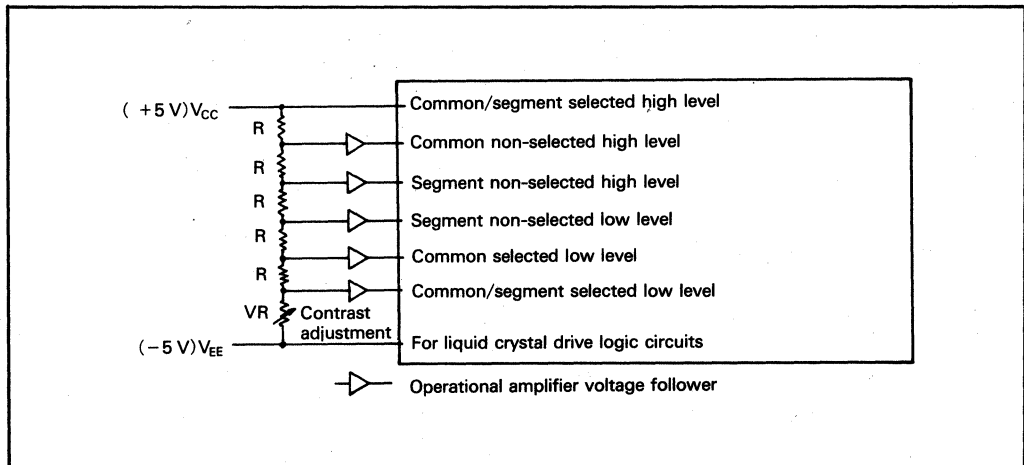 ( +5 V)VCC
Common/segment selected high level
R
Common non-selected high level
R
Segment non-selected high level
R
Segment non-selected low level
R
Common selected low level
R
Common/segment selected low level
VR
Contrast
adjustment
(−5 V)VEE
For liquid crystal drive logic circuits
Operational amplifier voltage follower